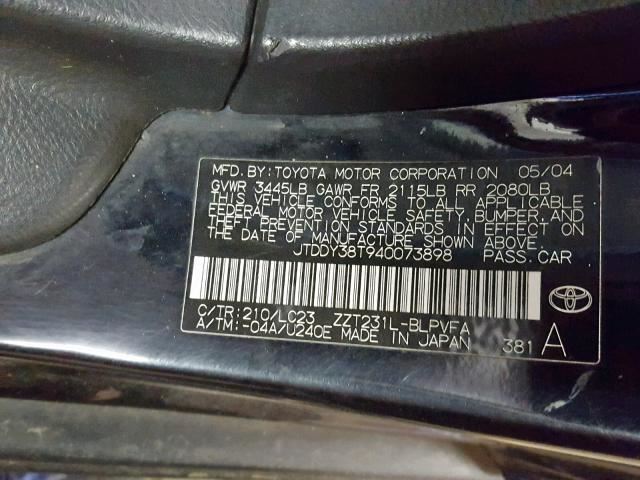 MFD. BY: TOYOTA MOTOR CORPORATION 05/04
GVWR 3445LB GAWR FR 2115LB RR 2080LB
THIS VEHICLE CONFORMS TO ALL APPLICABLE
FEDERAL MOTOR VEHICLE SAFETY, BUMPER, AND
THEFT PREVENTION STANDARDS IN EFFECT ON
THE DATE OF MANUFACTURE SHOWN ABOVE.
JTDDY38T940073898 PASS. CAR
C/TR: 210/LC23 ZZT231L-BLPVFA
A/TM: -04A/U240E MADE IN JAPAN 381 A